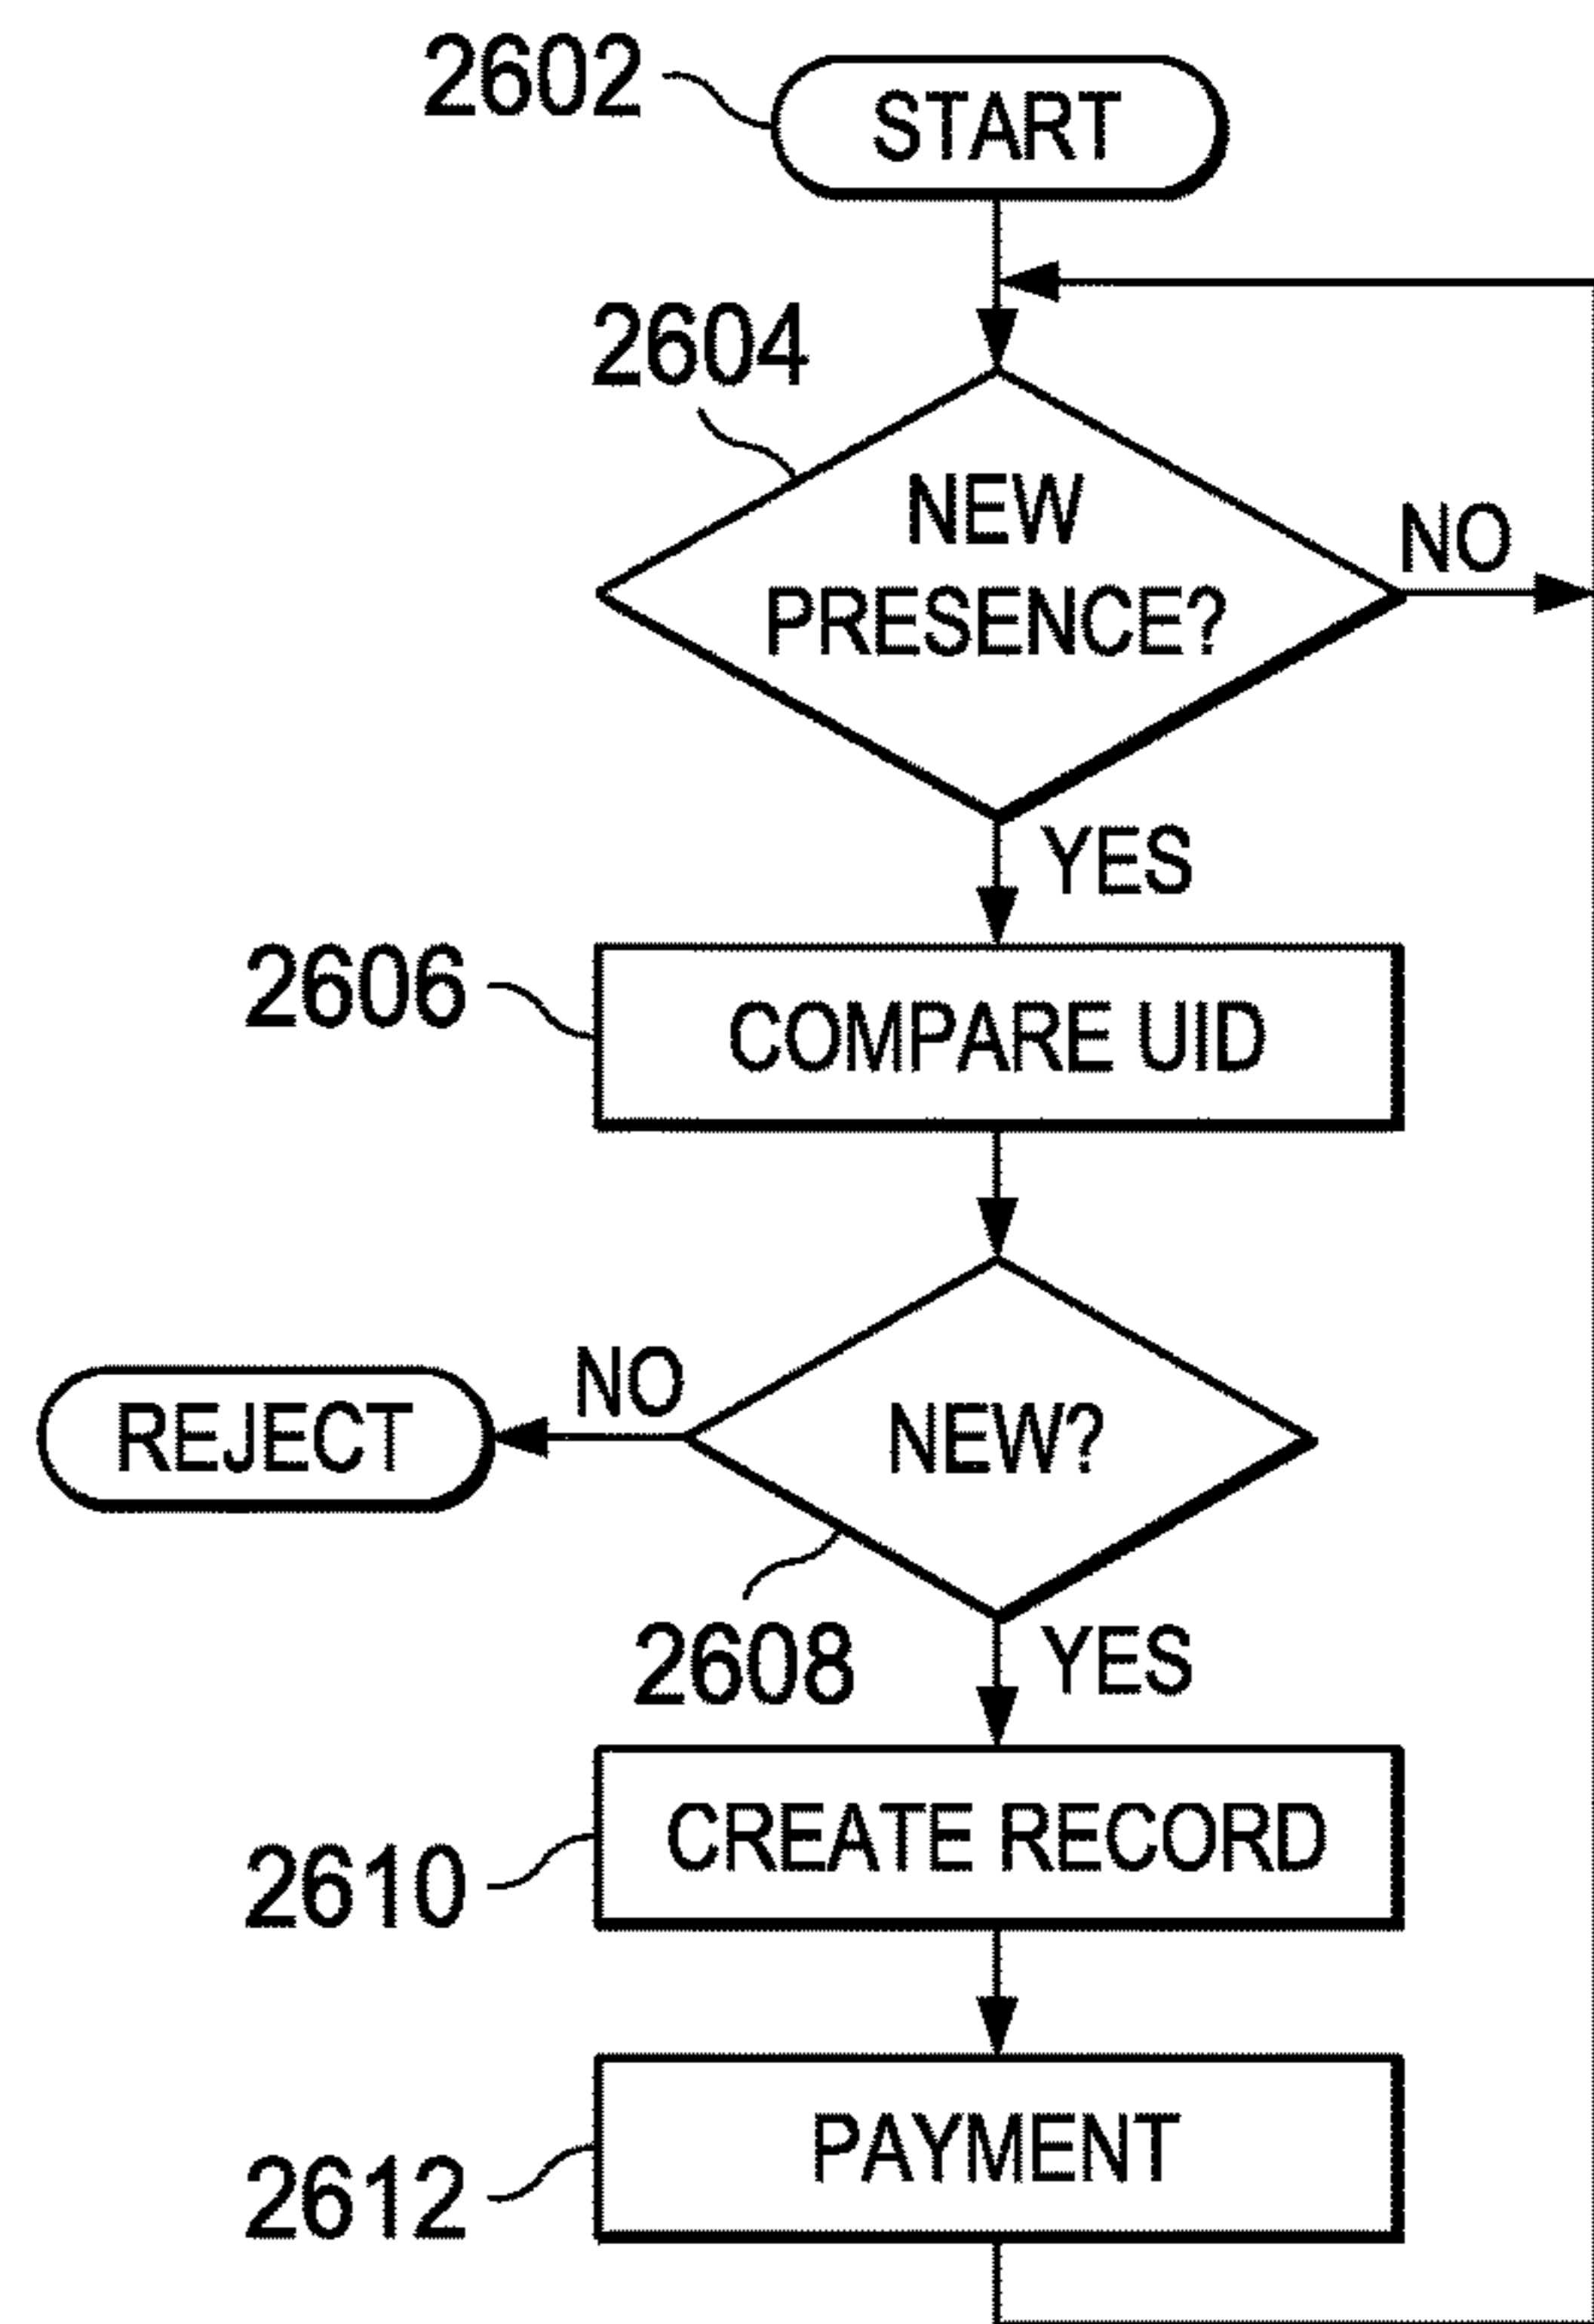 2602
START
2604
NEW
PRESENCE?
NO
YES
2606
COMPARE UID
NO
REJECT
NEW?
2608
YES
2610
CREATE RECORD
2612
PAYMENT